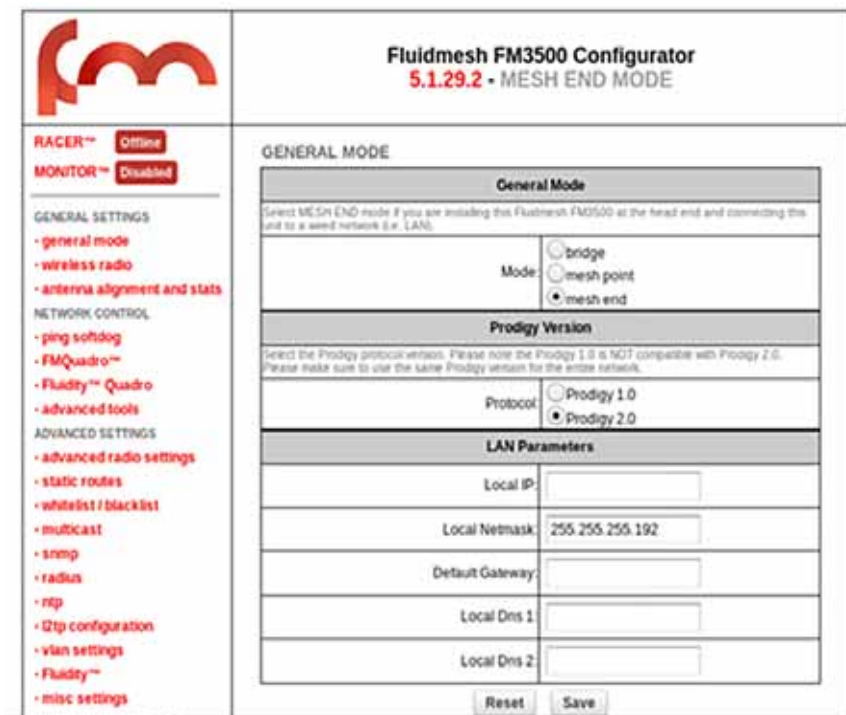 fm
Fluidmesh FM3500 Configurator
5.1.29.2 - MESH END MODE
RACER™ Offline
MONITOR™ Disabled
GENERAL SETTINGS
- general mode
- wireless radio
- antenna alignment and stats
NETWORK CONTROL
- ping softdog
- FMQuadro™
- Fluidity™ Quadro
- advanced tools
ADVANCED SETTINGS
- advanced radio settings
- static routes
- whitelist / blacklist
- multicast
- snmp
- radius
- ntp
- l2tp configuration
- vlan settings
- Fluidity™
- misc settings
GENERAL MODE
General Mode
Select MESH END mode if you are installing this Fluidmesh FM3500 at the head end and connecting this
unit to a wired network (i.e. LAN).
Mode:
bridge
mesh point
mesh end
Prodigy Version
Select the Prodigy protocol version. Please note the Prodigy 1.0 is NOT compatible with Prodigy 2.0.
Please make sure to use the same Prodigy version for the entire network.
Protocol:
Prodigy 1.0
Prodigy 2.0
LAN Parameters
Local IP:
Local Netmask: 255.255.255.192
Default Gateway:
Local Dns 1:
Local Dns 2:
Reset Save